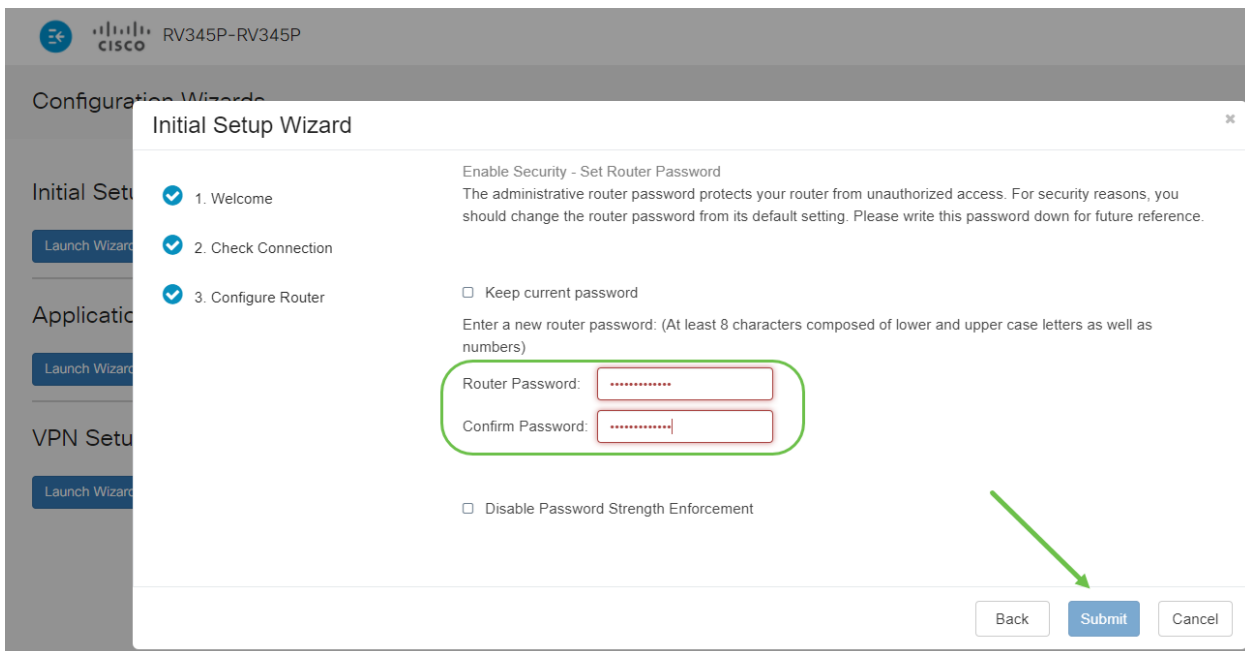 CISCO RV345P-RV345P
Configuration Wizards
Initial Setup Wizard
Initial Setu
Launch Wizard
Applicatic
Launch Wizard
VPN Setu
Launch Wizard
1. Welcome
2. Check Connection
3. Configure Router
Enable Security - Set Router Password
The administrative router password protects your router from unauthorized access. For security reasons, you
should change the router password from its default setting. Please write this password down for future reference.
Keep current password
Enter a new router password: (At least 8 characters composed of lower and upper case letters as well as
numbers)
Router Password: •••••••••••••
Confirm Password: •••••••••••••
Disable Password Strength Enforcement
Back Submit Cancel